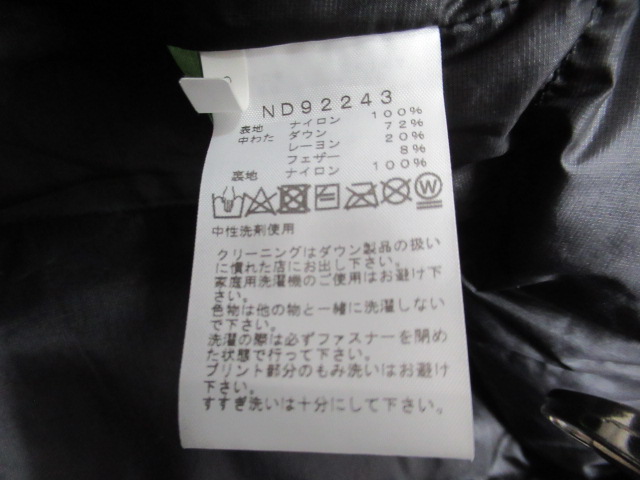 ND92243
表地 ナイロン 100%
中わた ダウン 72%
レーヨン 20%
フェザー 8%
裏地 ナイロン 100%
W
中性洗剤使用
クリーニングはダウン製品の扱い
に慣れた店にお出し下さい。
家庭用洗濯機のご使用はお避け下
さい。
色物は他の物と一緒に洗濯しない
で下さい。
洗濯の際は必ずファスナーを閉め
た状態で行って下さい。
プリント部分のもみ洗いはお避け
下さい。
すすぎ洗いは十分にして下さい。